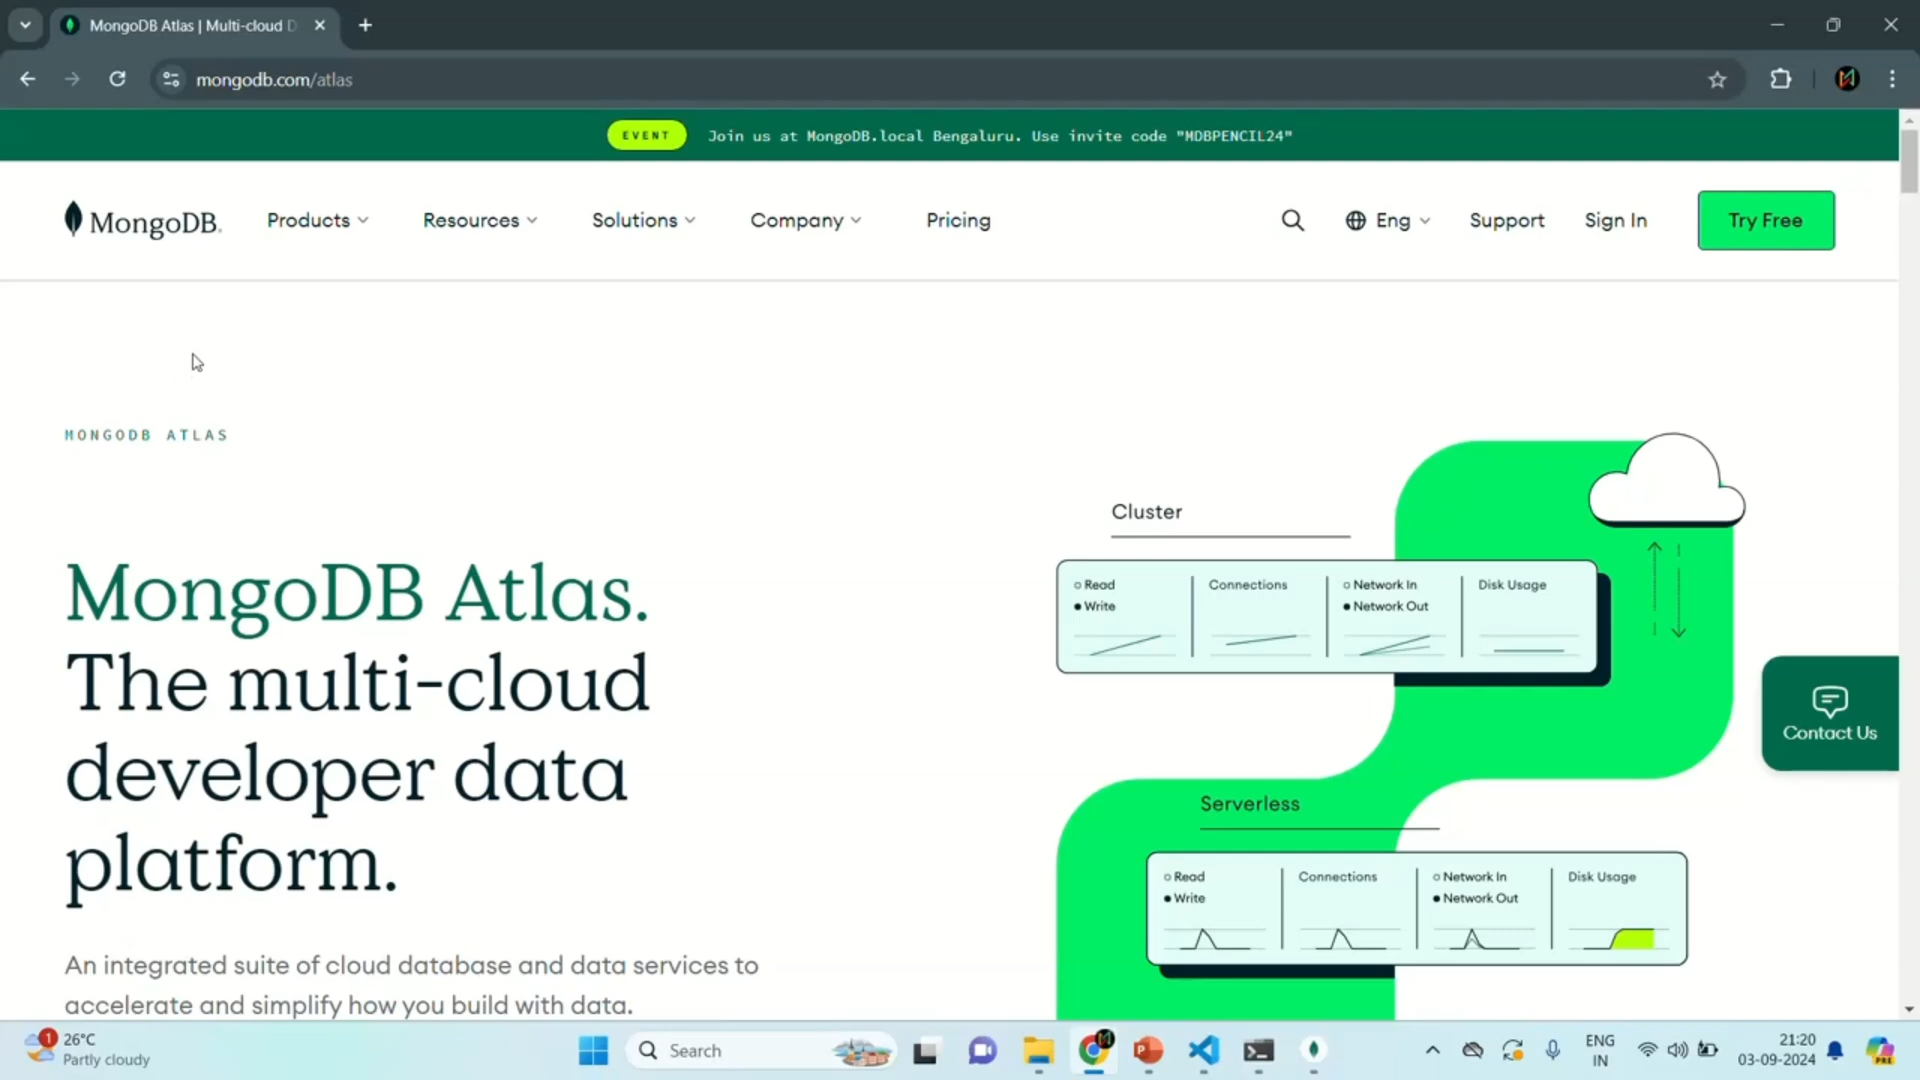 MongoDB Atlas | Multi-cloud D
mongodb.com/atlas
EVENT Join us at MongoDB.local Bengaluru. Use invite code "MDBPENCIL24"
MongoDB. Products Resources Solutions Company Pricing Eng Support Sign In Try Free
MONGODB ATLAS
MongoDB Atlas.
The multi-cloud
developer data
platform.
An integrated suite of cloud database and data services to
accelerate and simplify how you build with data.
Cluster
Read Connections Network In Disk Usage
Write Network Out
Serverless
Read Connections Network In Disk Usage
Write Network Out
Contact Us
1 26°C
Partly cloudy
Search
ENG
IN
21:20
03-09-2024
PRE